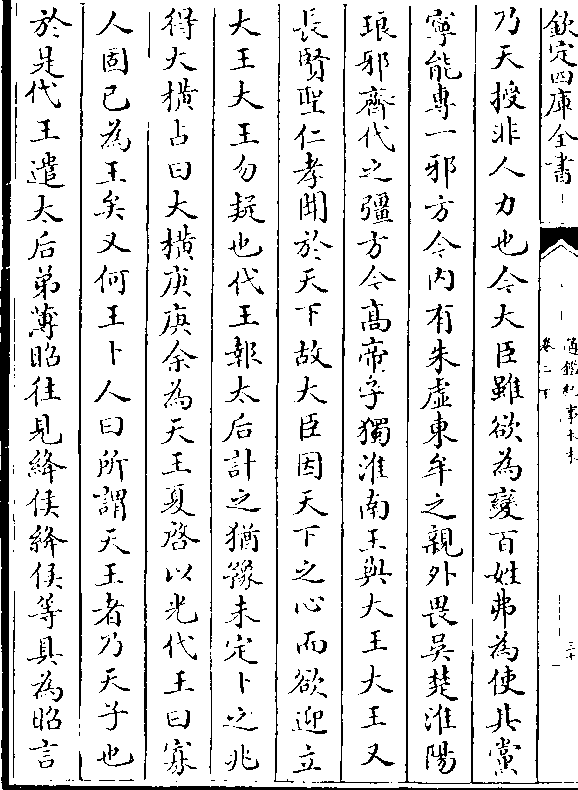 欽定四庫全書
通鑑紀事本末
卷二下
三十
乃天授非人力也今大臣雖欲為變百姓弗為使其黨
寧能專一邪方今内有朱虛東牟之親外畏吳楚淮陽
琅邪齊代之彊方今髙帝子獨淮南王與大王大王又
長賢聖仁孝聞於天下故大臣因天下之心而欲迎立
大王大王勿疑也代王報太后計之猶豫未定卜之兆
得大橫占曰大橫庚庚余為天王夏啓以光代王曰寡
人固已為王矣又何王卜人曰所謂天王者乃天子也
於是代王遣太后弟薄昭往見絳侯絳侯等具為昭言